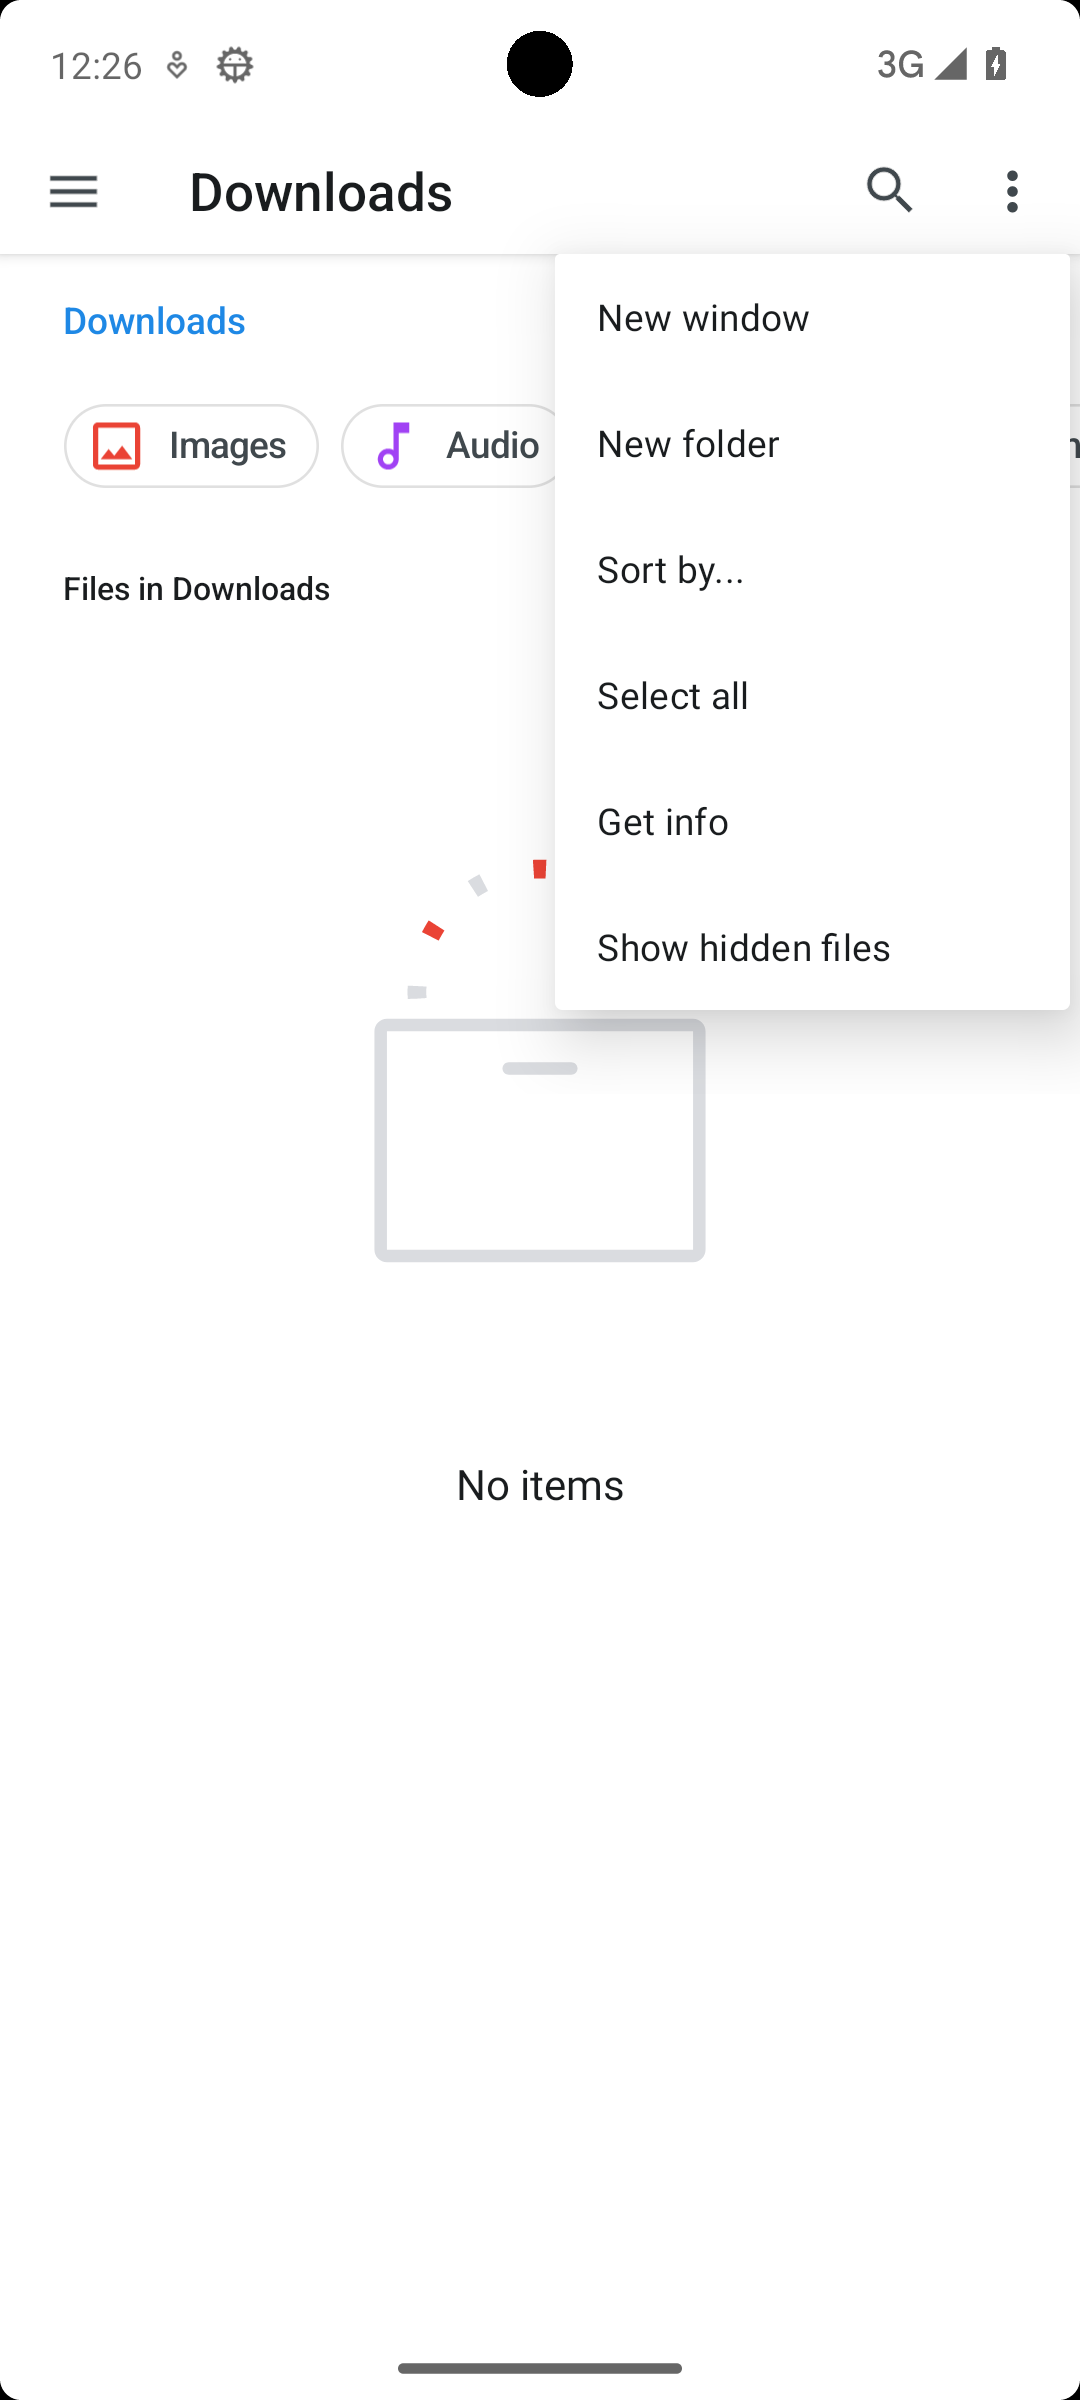 12:26
3G
Downloads
Downloads
New window
Images
Audio
New folder
Files in Downloads
Sort by...
Select all
Get info
Show hidden files
No items